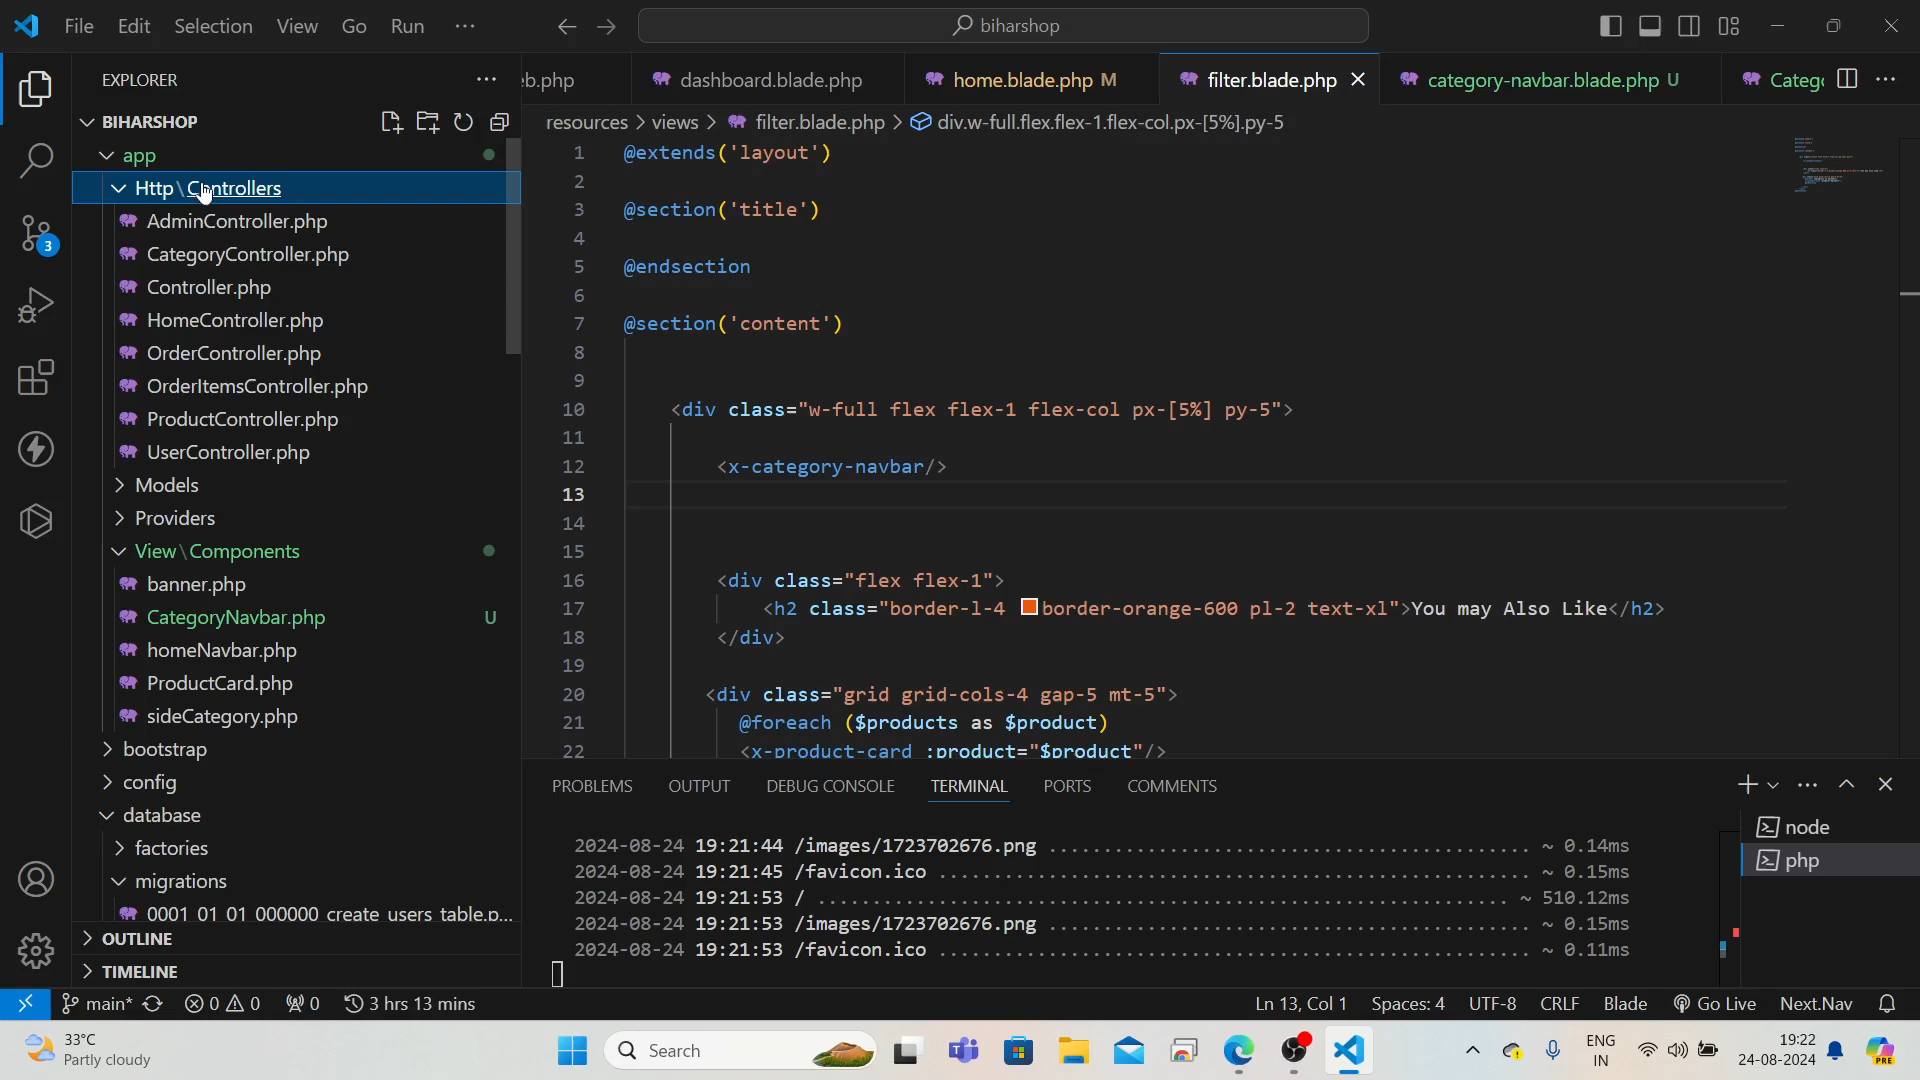 File Edit Selection View Go Run ···
biharshop
EXPLORER
b.php
dashboard.blade.php
home.blade.php M
filter.blade.php
category-navbar.blade.php U
BIHARSHOP
resources > views > filter.blade.php > div.w-full.flex.flex-1.flex-col.px-[5%].py-5
app
Http\Controllers
AdminController.php
CategoryController.php
Controller.php
HomeController.php
OrderController.php
OrderItemsController.php
ProductController.php
UserController.php
Models
Providers
View\Components
banner.php
CategoryNavbar.php U
homeNavbar.php
ProductCard.php
sideCategory.php
bootstrap
config
database
factories
migrations
0001_01_01_000000_create_users_table.p...
OUTLINE
TIMELINE
1 @extends('layout')
2
3 @section('title')
4
5 @endsection
6
7 @section('content')
8
9
10 <div class="w-full flex flex-1 flex-col px-[5%] py-5">
11
12 <x-category-navbar/>
13
14
15
16 <div class="flex flex-1">
17 <h2 class="border-l-4 border-orange-600 pl-2 text-xl">You may Also Like</h2>
18 </div>
19
20 <div class="grid grid-cols-4 gap-5 mt-5">
21 @foreach ($products as $product)
22 <x-product-card :product="$product"/>
PROBLEMS OUTPUT DEBUG CONSOLE TERMINAL PORTS COMMENTS
2024-08-24 19:21:44 /images/1723702676.png ........................................... ~ 0.14ms
2024-08-24 19:21:45 /favicon.ico ..................................................... ~ 0.15ms
2024-08-24 19:21:53 / .............................................................. ~ 510.12ms
2024-08-24 19:21:53 /images/1723702676.png ........................................... ~ 0.15ms
2024-08-24 19:21:53 /favicon.ico ..................................................... ~ 0.11ms
node
php
3
main* 0 0 0 3 hrs 13 mins
Ln 13, Col 1 Spaces: 4 UTF-8 CRLF Blade Go Live Next.Nav
33°C
Partly cloudy
Search
ENG
IN
19:22
24-08-2024
PRE